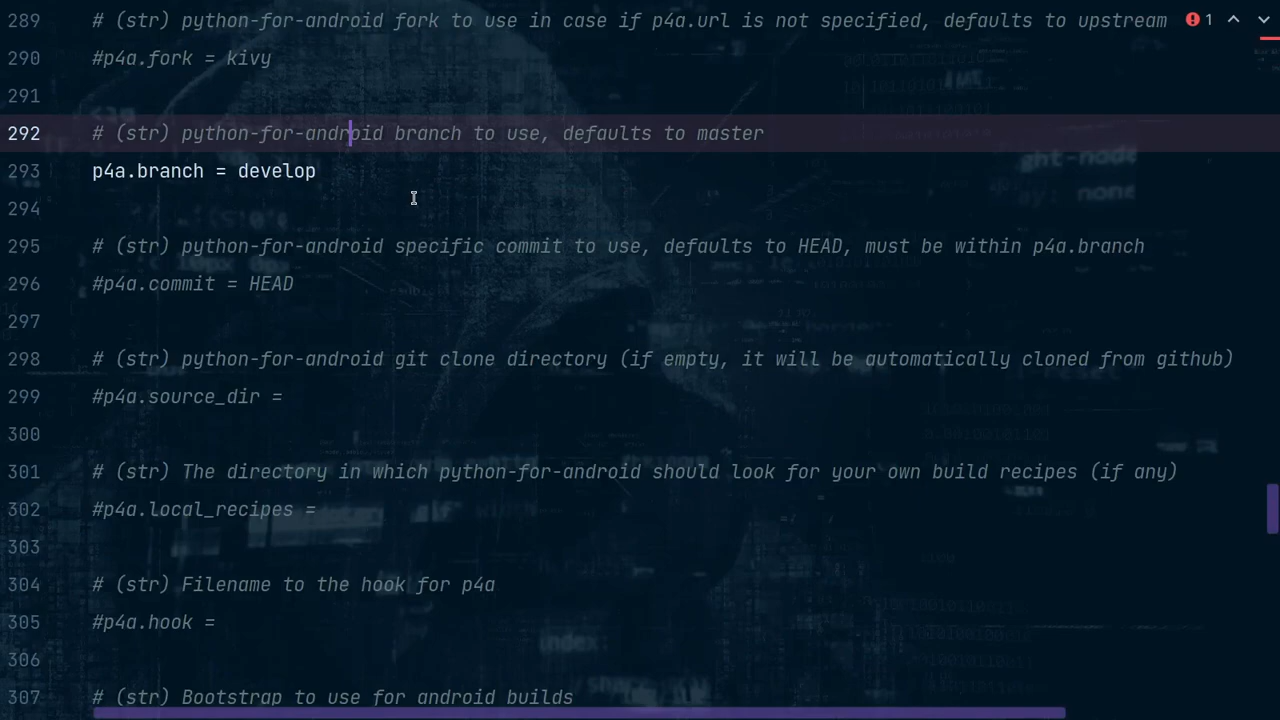 289 # (str) python-for-android fork to use in case if p4a.url is not specified, defaults to upstream 1
290 #p4a.fork = kivy
291
292 # (str) python-for-android branch to use, defaults to master
293 p4a.branch = develop
294
295 # (str) python-for-android specific commit to use, defaults to HEAD, must be within p4a.branch
296 #p4a.commit = HEAD
297
298 # (str) python-for-android git clone directory (if empty, it will be automatically cloned from github)
299 #p4a.source_dir =
300
301 # (str) The directory in which python-for-android should look for your own build recipes (if any)
302 #p4a.local_recipes =
303
304 # (str) Filename to the hook for p4a
305 #p4a.hook =
306
307 # (str) Bootstrap to use for android builds